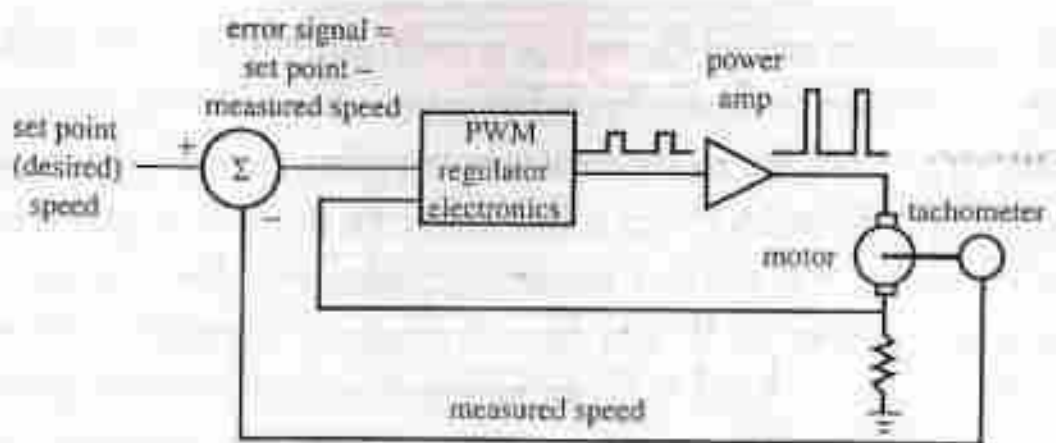 error signal =
set point –
measured speed
set point
(desired)
speed
+
Σ
–
PWM
regulator
electronics
power
amp
tachometer
motor
measured speed